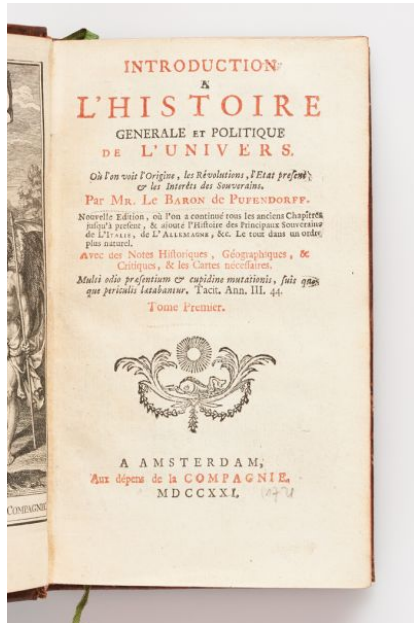 INTRODUCTION
A
L'HISTOIRE
GENERALE ET POLITIQUE
DE L'UNIVERS.
Où l'on voit l'Origine, les Révolutions, l'Etat present,
& les Interêts des Souverains.
Par Mr. Le Baron de Pufendorff.
Nouvelle Edition, où l'on a continué tous les anciens Chapitres
jusqu'à present, & ajouté l'Histoire des Principaux Souverains
de L'Italie, de L'Allemagne, &c. Le tout dans un ordre
plus naturel.
Avec des Notes Historiques, Géographiques, &
Critiques, & les Cartes nécessaires.
Multi odio præsentium & cupidine mutationis, suis quo-
que periculis lætabantur. Tacit. Ann. III. 44.
Tome Premier.
A AMSTERDAM,
Aux dépens de la COMPAGNIE.
MDCCXXI.
COMPAGNIE